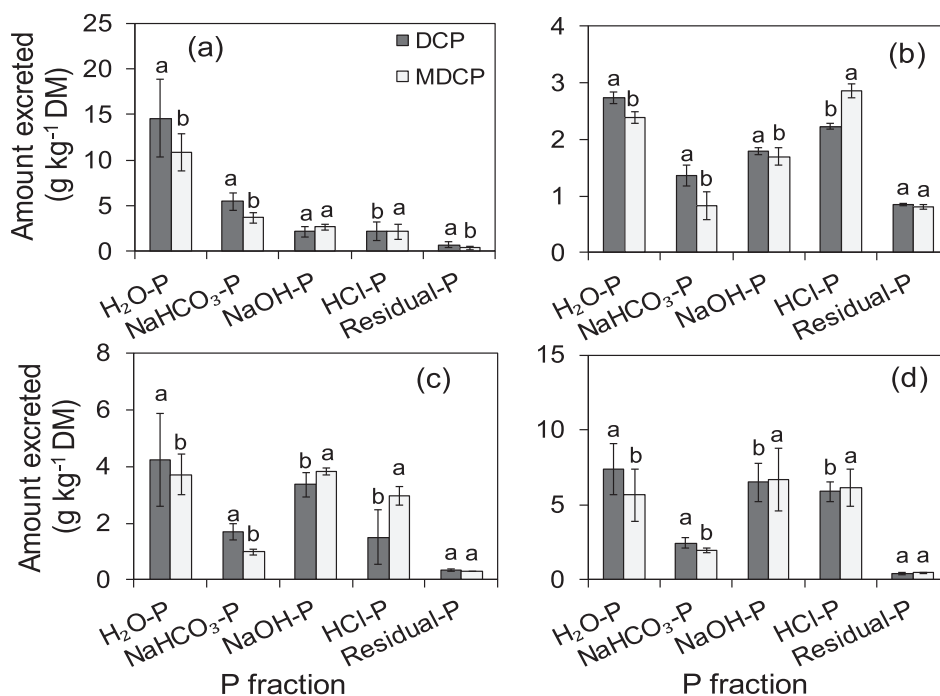 (a)
DCP
MDCP
Amount excreted
(g kg⁻¹ DM)
25
20
15
10
5
0
a
b
a
b
a
a
b
a
a
b
H₂O-P
NaHCO₃-P
NaOH-P
HCl-P
Residual-P
(b)
4
3
2
1
0
a
b
a
b
a
b
b
a
a
a
H₂O-P
NaHCO₃-P
NaOH-P
HCl-P
Residual-P
(c)
Amount excreted
(g kg⁻¹ DM)
8
6
4
2
0
a
b
a
b
b
a
b
a
a
a
H₂O-P
NaHCO₃-P
NaOH-P
HCl-P
Residual-P
P fraction
(d)
15
10
5
0
a
b
a
b
b
a
b
a
a
a
H₂O-P
NaHCO₃-P
NaOH-P
HCl-P
Residual-P
P fraction